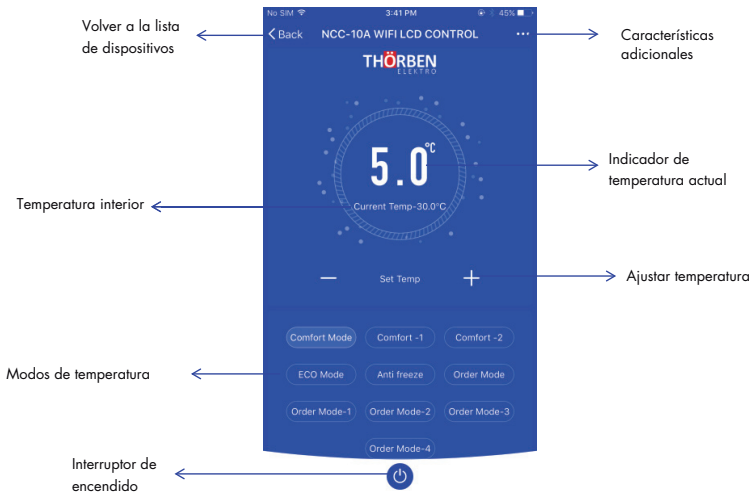 No SIM 3:41 PM 45%
Back NCC-10A WIFI LCD CONTROL ...
THÖRBEN
ELEKTRO
Volver a la lista
de dispositivos
Características
adicionales
5.0°C
Current Temp-30.0°C
Indicador de
temperatura actual
Temperatura interior
— Set Temp +
Ajustar temperatura
Comfort Mode Comfort -1 Comfort -2
ECO Mode Anti freeze Order Mode
Modos de temperatura
Order Mode-1 Order Mode-2 Order Mode-3
Order Mode-4
Interruptor de
encendido